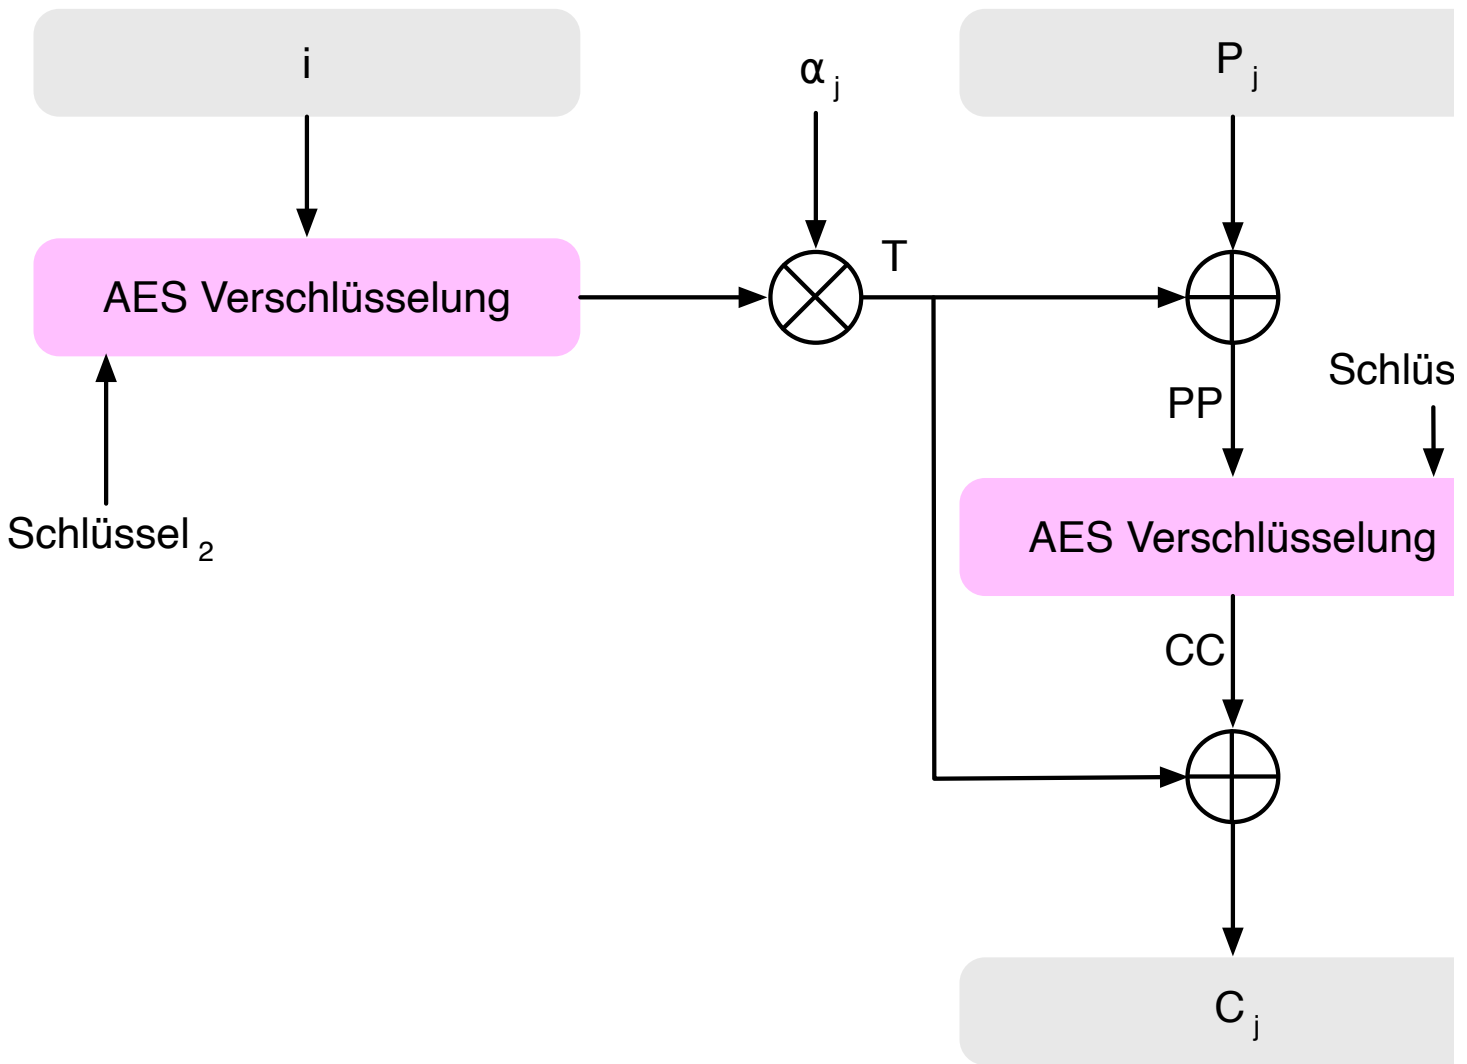 i
α j
P j
T
AES Verschlüsselung
Schlüs
PP
Schlüssel 2
AES Verschlüsselung
CC
C j